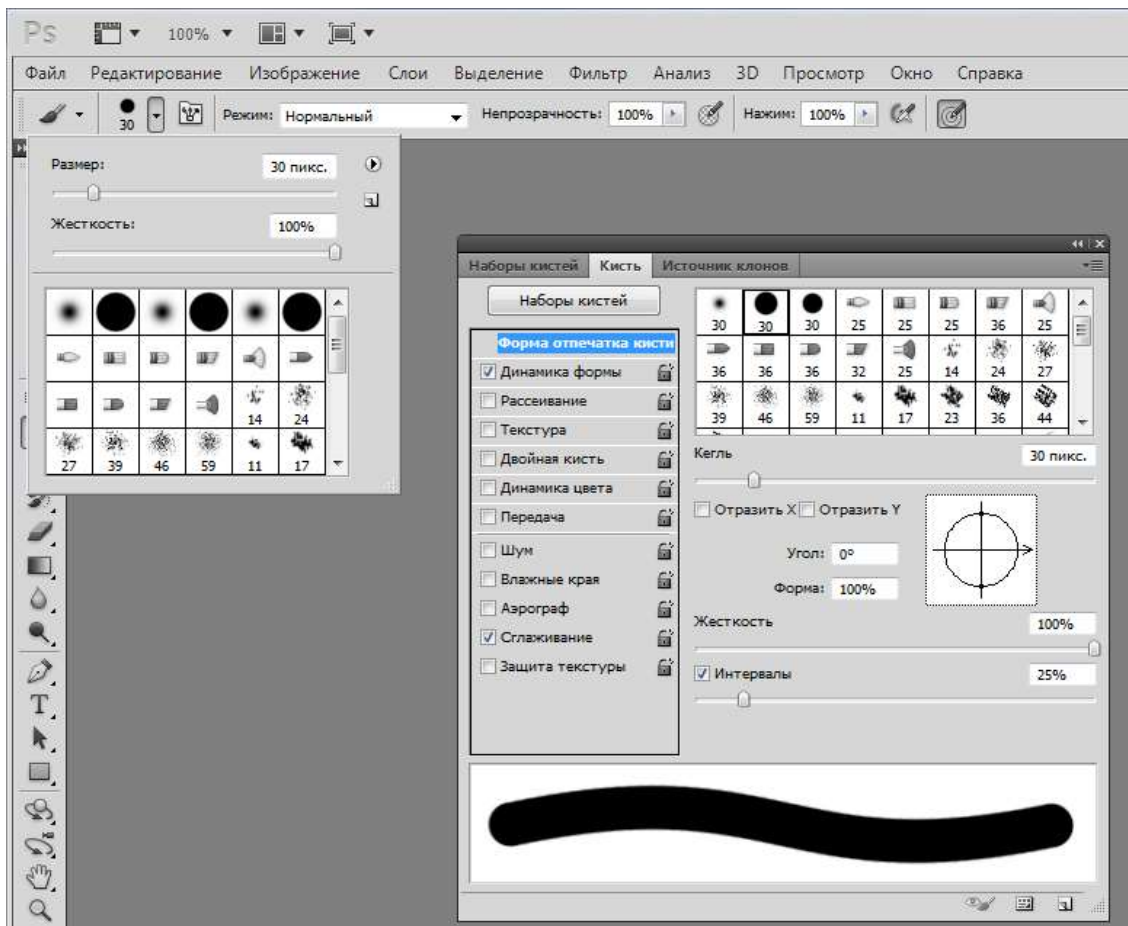 Ps 100%
Файл Редактирование Изображение Слои Выделение Фильтр Анализ 3D Просмотр Окно Справка
30 Режим: Нормальный Непрозрачность: 100% Нажим: 100%
Размер: 30 пикс.
Жесткость: 100%
14 24
27 39 46 59 11 17
Наборы кистей Кисть Источник клонов
Наборы кистей
Форма отпечатка кисти
Динамика формы
Рассеивание
Текстура
Двойная кисть
Динамика цвета
Передача
Шум
Влажные края
Аэрограф
Сглаживание
Защита текстуры
30 30 30 25 25 25 36 25
36 36 36 32 25 14 24 27
39 46 59 11 17 23 36 44
Кегль 30 пикс.
Отразить X Отразить Y
Угол: 0°
Форма: 100%
Жесткость 100%
Интервалы 25%
T